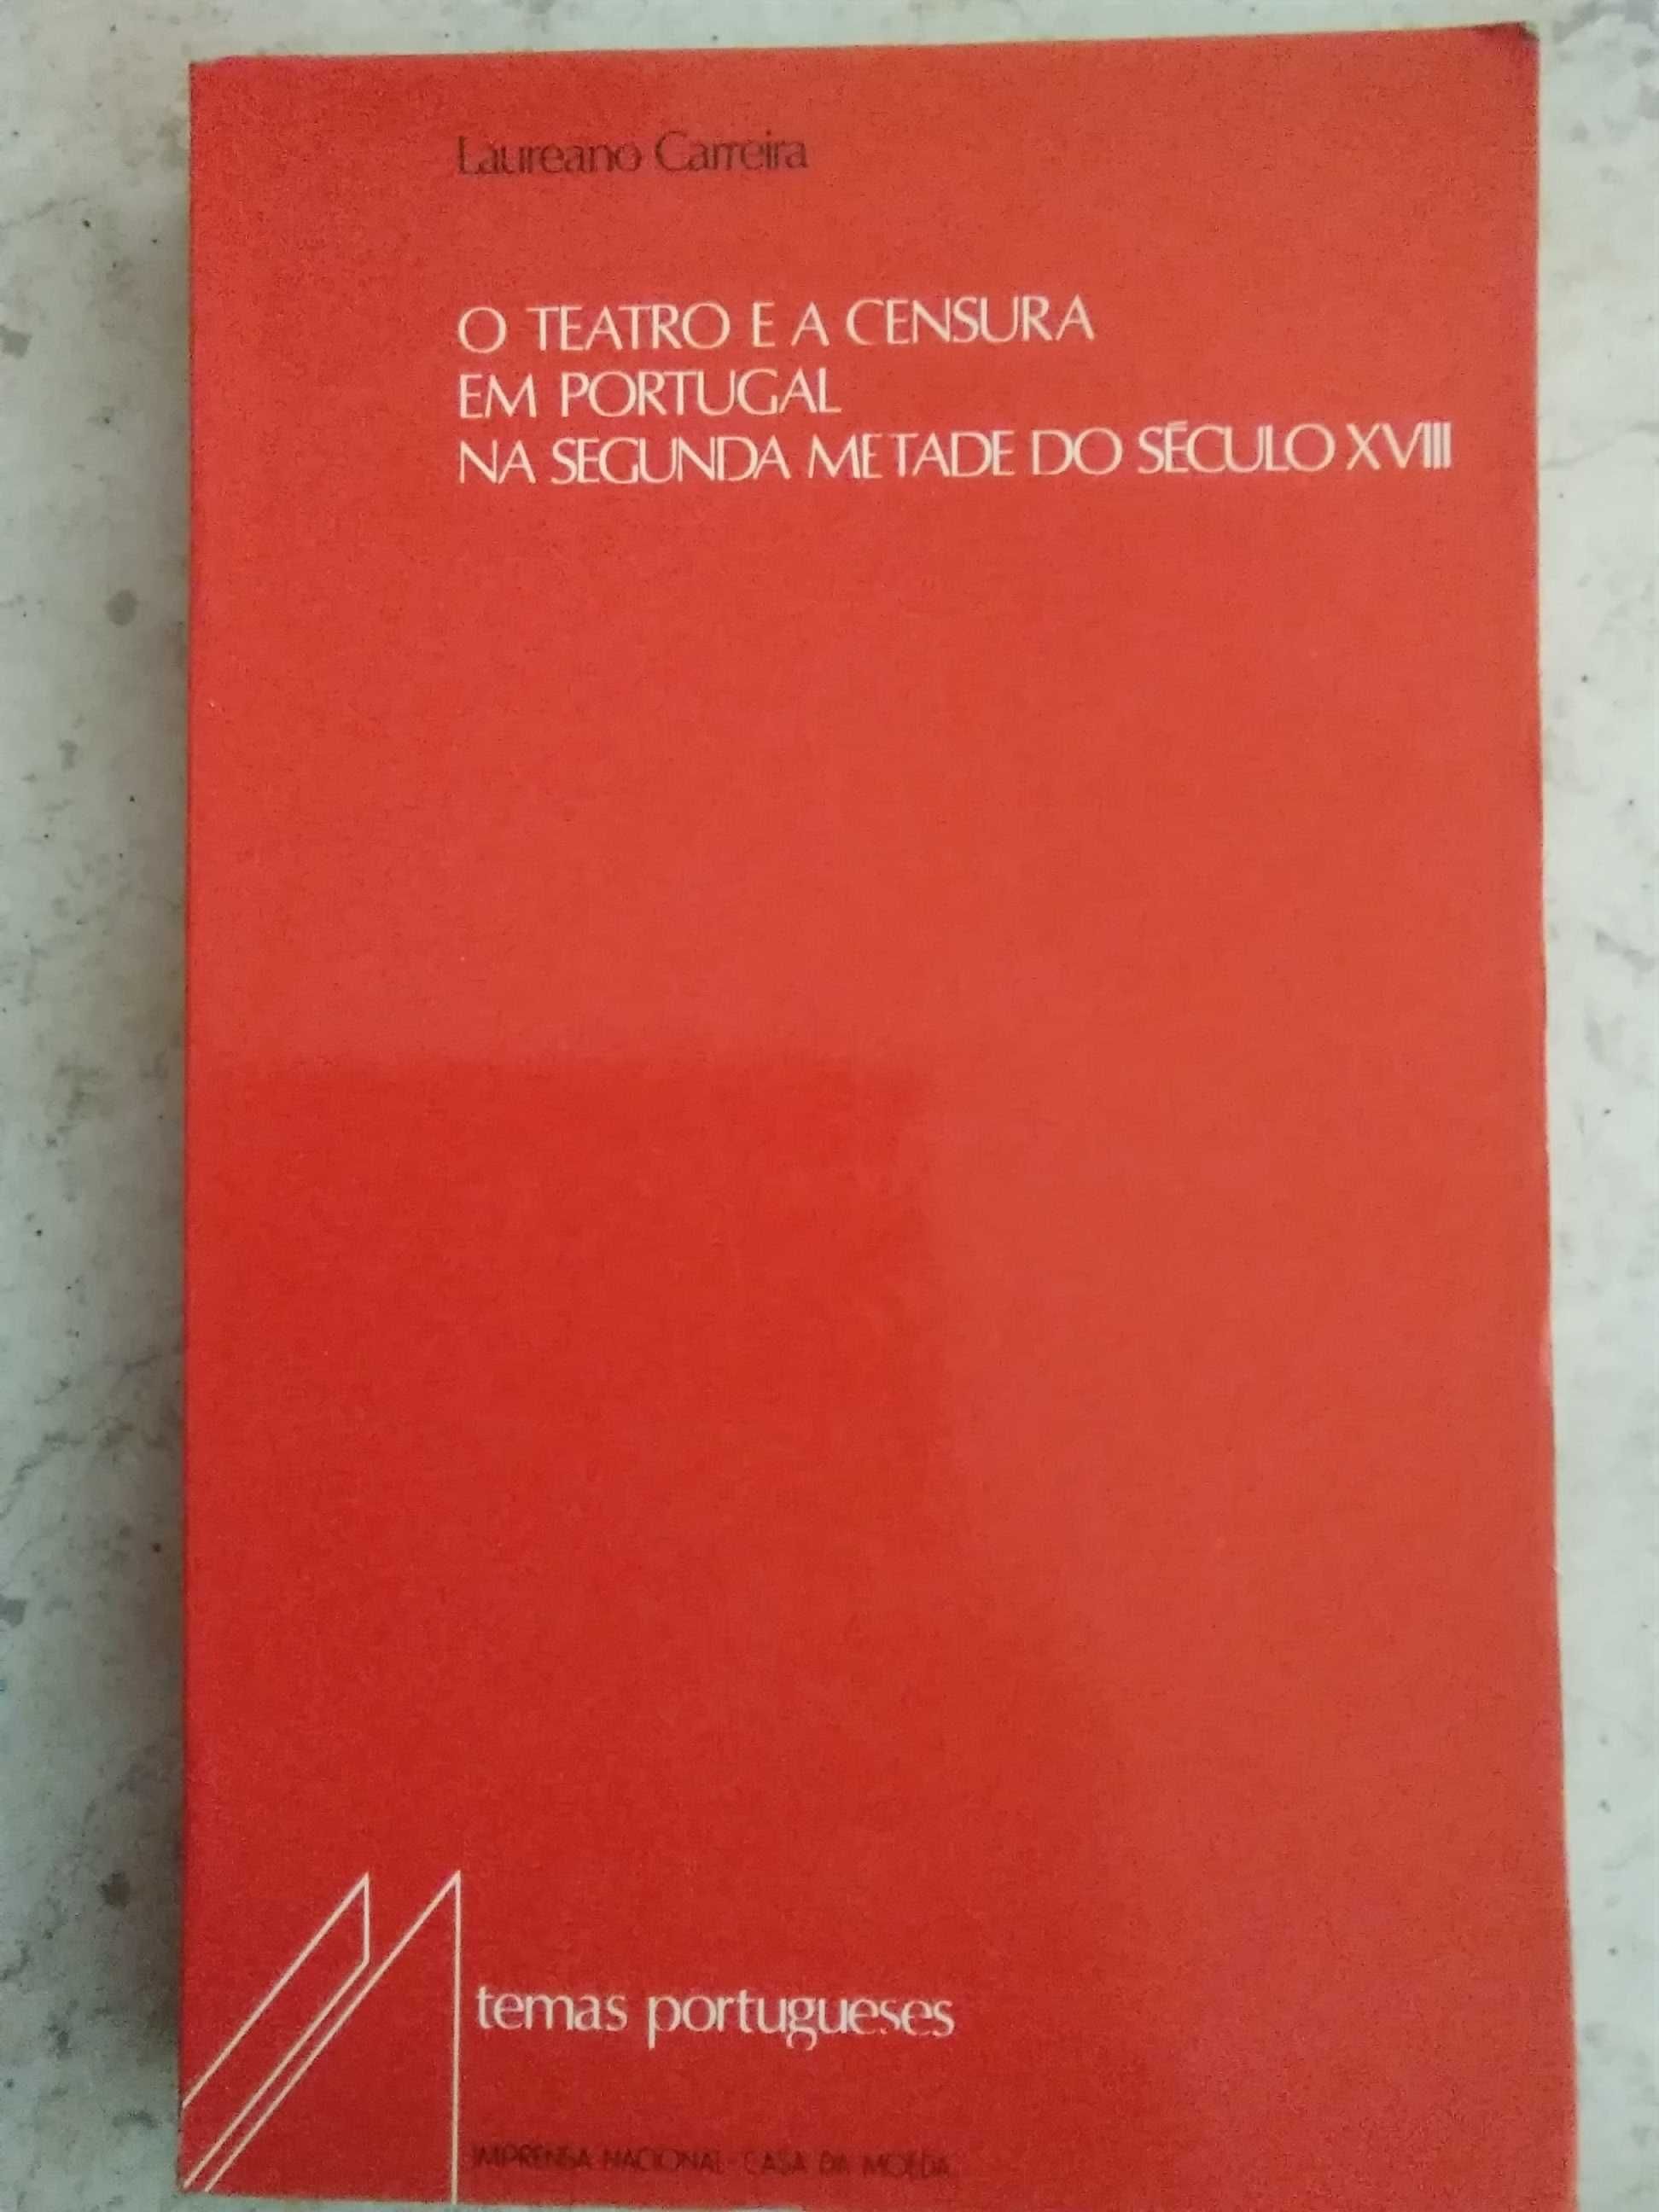 Laureano Carreira
O TEATRO E A CENSURA
EM PORTUGAL
NA SEGUNDA METADE DO SÉCULO XVIII
temas portugueses
IMPRENSA NACIONAL-CASA DA MOEDA